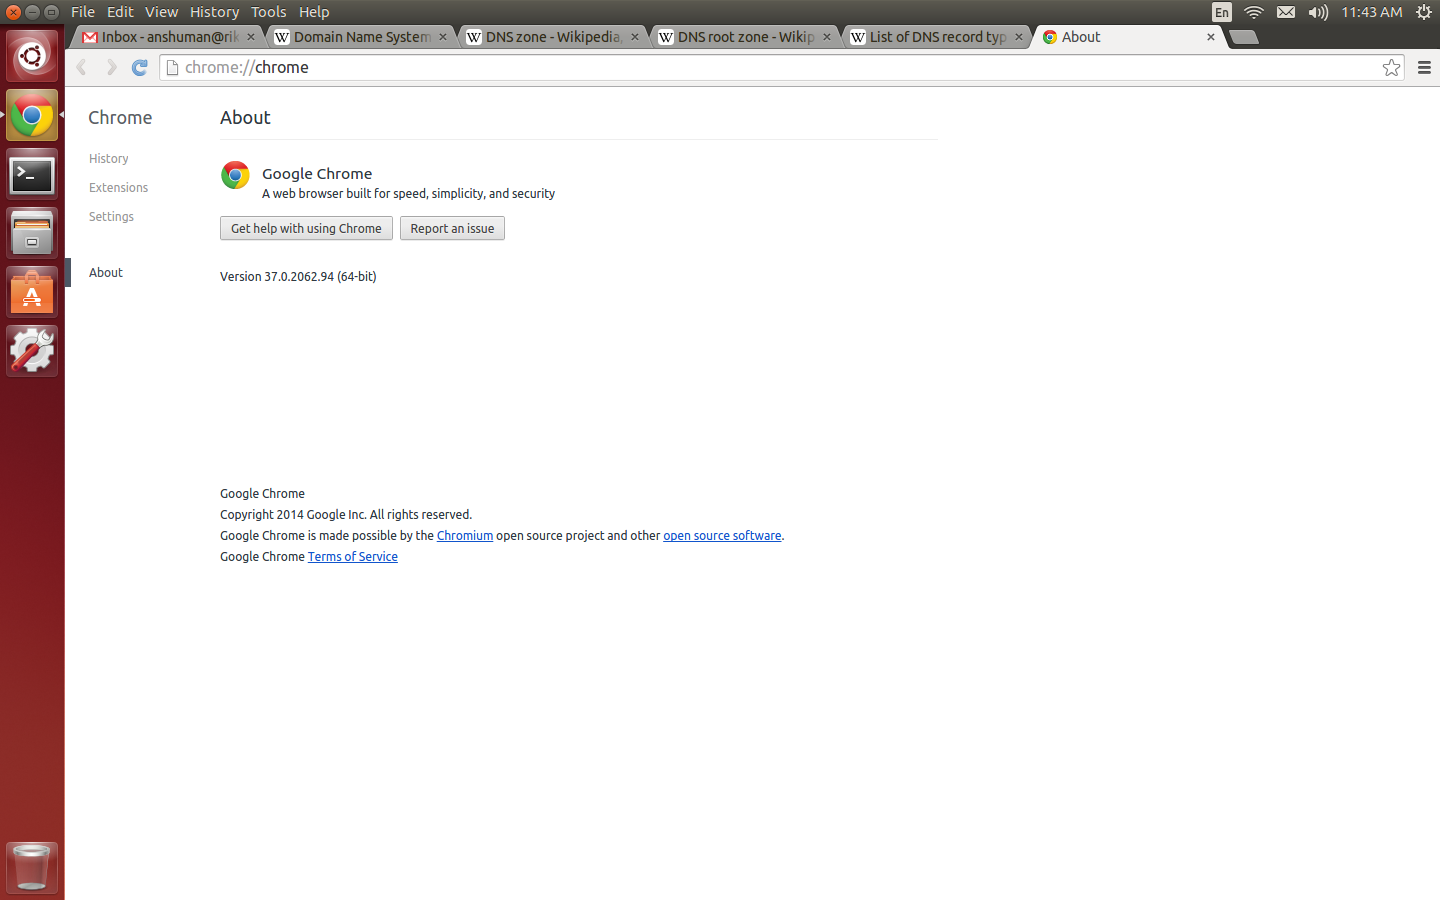 File Edit View History Tools Help
En
11:43 AM
Inbox - anshuman@rik
Domain Name System
DNS zone - Wikipedia,
DNS root zone - Wikip
List of DNS record typ
About
chrome://chrome
Chrome
About
History
Extensions
Settings
About
Google Chrome
A web browser built for speed, simplicity, and security
Get help with using Chrome
Report an issue
Version 37.0.2062.94 (64-bit)
Google Chrome
Copyright 2014 Google Inc. All rights reserved.
Google Chrome is made possible by the Chromium open source project and other open source software.
Google Chrome Terms of Service